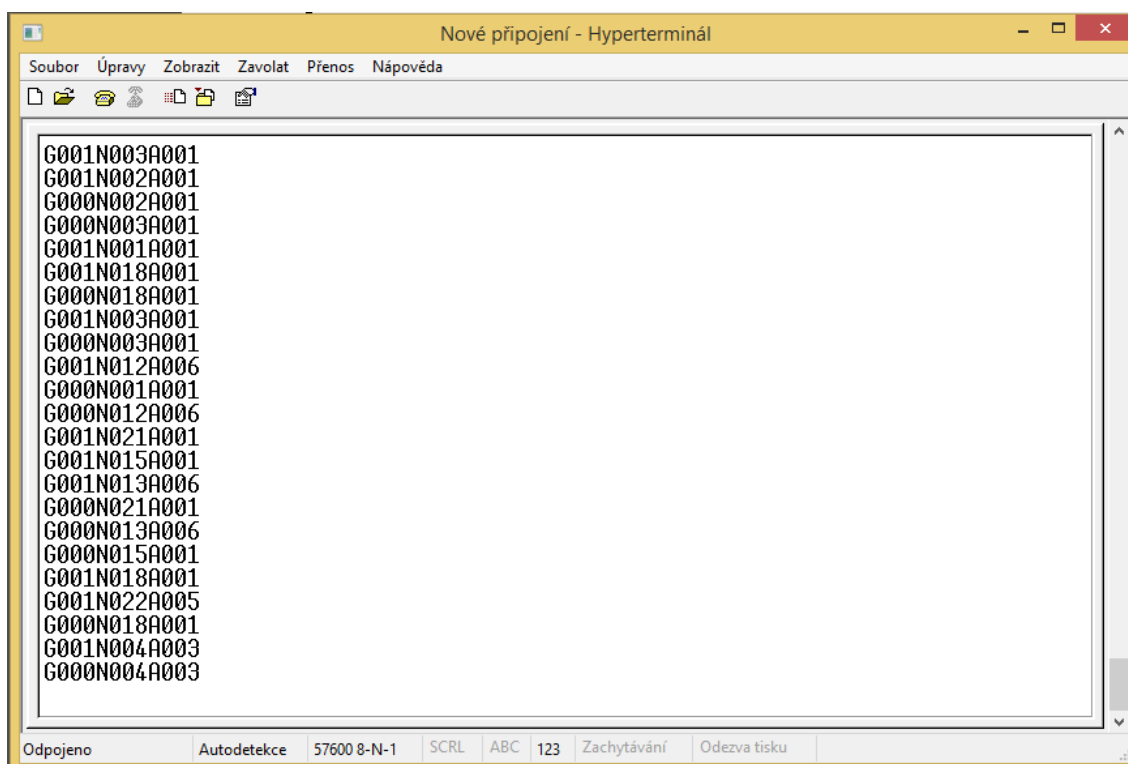 Nové připojení - Hyperterminál
Soubor Úpravy Zobrazit Zavolat Přenos Nápověda
G001N003A001
G001N002A001
G000N002A001
G000N003A001
G001N001A001
G001N018A001
G000N018A001
G001N003A001
G000N003A001
G001N012A006
G000N001A001
G000N012A006
G001N021A001
G001N015A001
G001N013A006
G000N021A001
G000N013A006
G000N015A001
G001N018A001
G001N022A005
G000N018A001
G001N004A003
G000N004A003
Odpojeno Autodetekce 57600 8-N-1 SCRL ABC 123 Zachytávání Odezva tisku